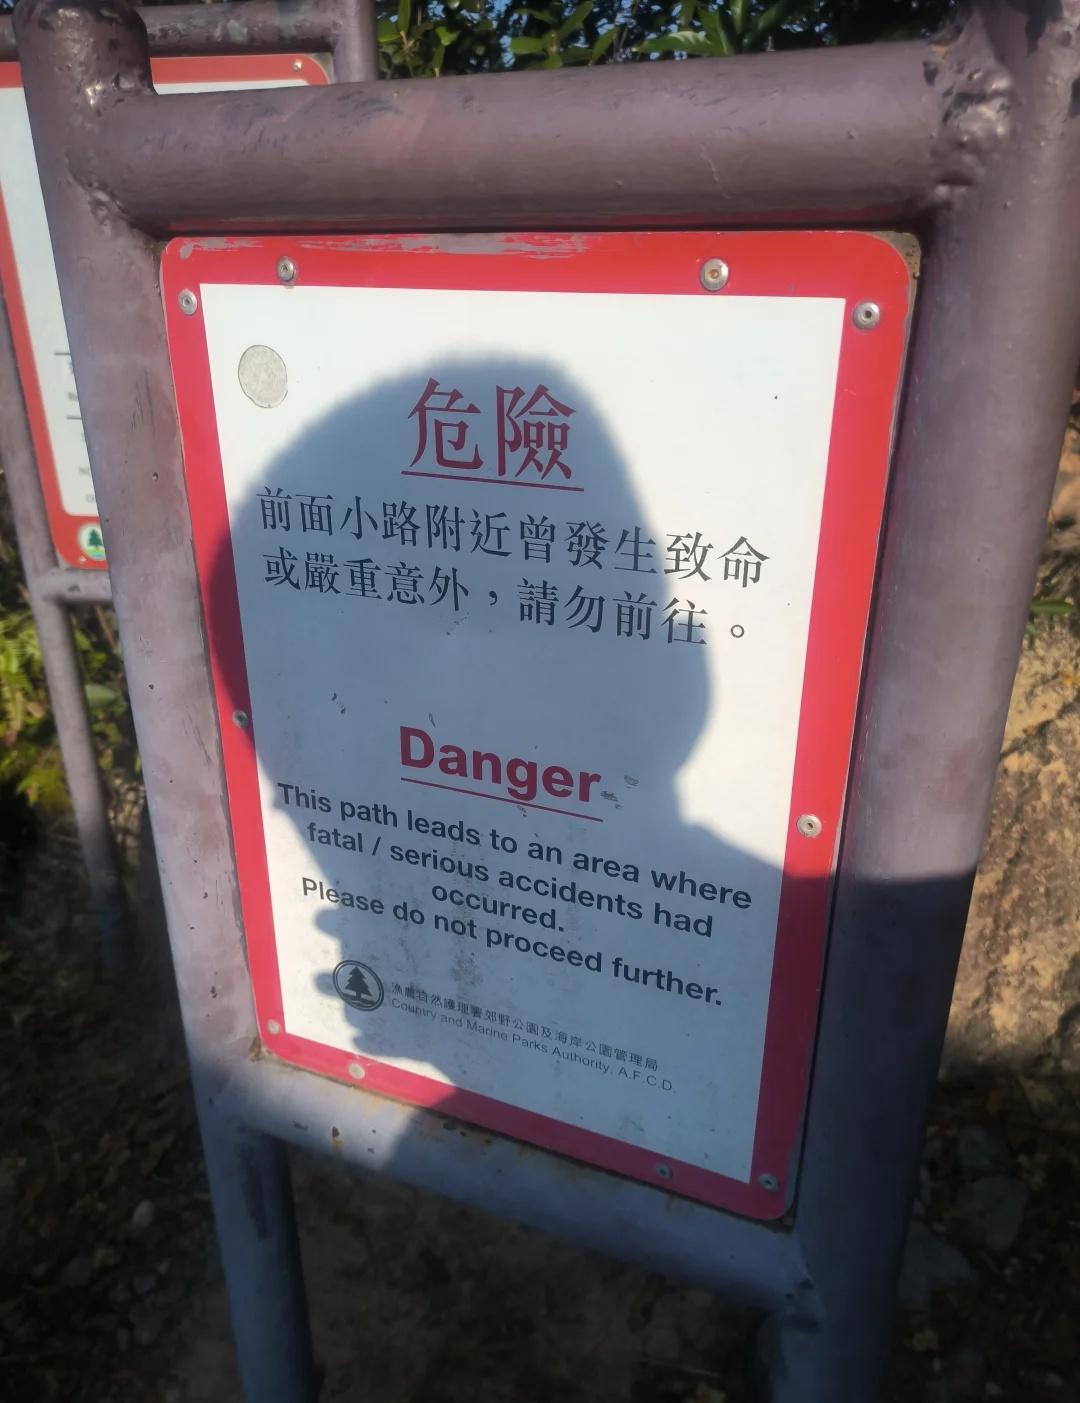 危險
前面小路附近曾發生致命
或嚴重意外，請勿前往。
Danger
This path leads to an area where
fatal / serious accidents had
occurred.
Please do not proceed further.
漁農自然護理署郊野公園及海岸公園管理局
Country and Marine Parks Authority, A.F.C.D.